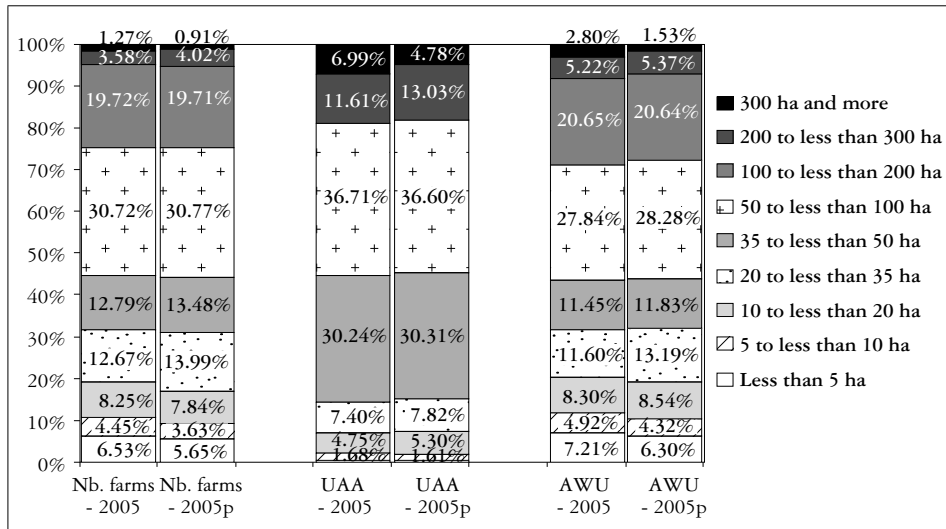 1.27% 0.91% 2.80% 1.53%
100% 3.58% 4.02% 6.99% 4.78% 5.22% 5.37%
90% 19.72% 19.71% 11.61% 13.03% 20.65% 20.64%
80%
70%
60% 30.72% 30.77% 36.71% 36.60% 27.84% 28.28%
50%
40% 12.79% 13.48% 30.24% 30.31% 11.45% 11.83%
30% 12.67% 13.99% 11.60% 13.19%
20% 8.25% 7.84% 7.40% 7.82% 8.30% 8.54%
10% 4.45% 3.63% 4.75% 5.30% 4.92% 4.32%
6.53% 5.65% 1.68% 1.61% 7.21% 6.30%
0%
Nb. farms Nb. farms UAA UAA AWU AWU
- 2005 - 2005p - 2005 - 2005p - 2005 - 2005p
300 ha and more
200 to less than 300 ha
100 to less than 200 ha
50 to less than 100 ha
35 to less than 50 ha
20 to less than 35 ha
10 to less than 20 ha
5 to less than 10 ha
Less than 5 ha